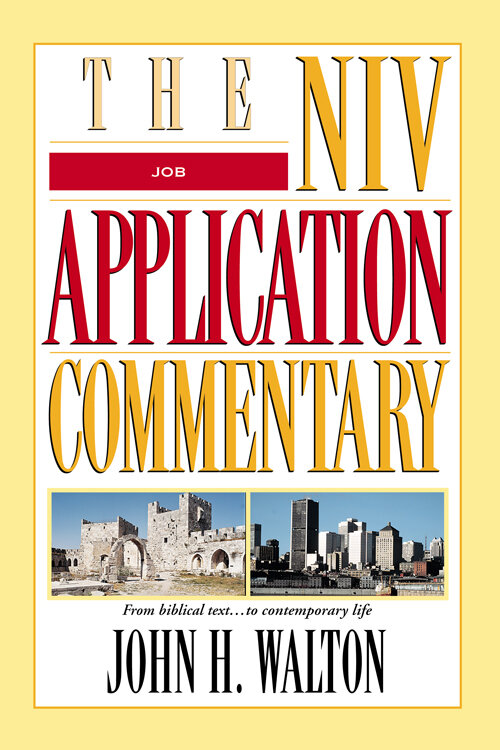 THE
NIV
JOB
APPLICATION
COMMENTARY
From biblical text...to contemporary life
JOHN H. WALTON